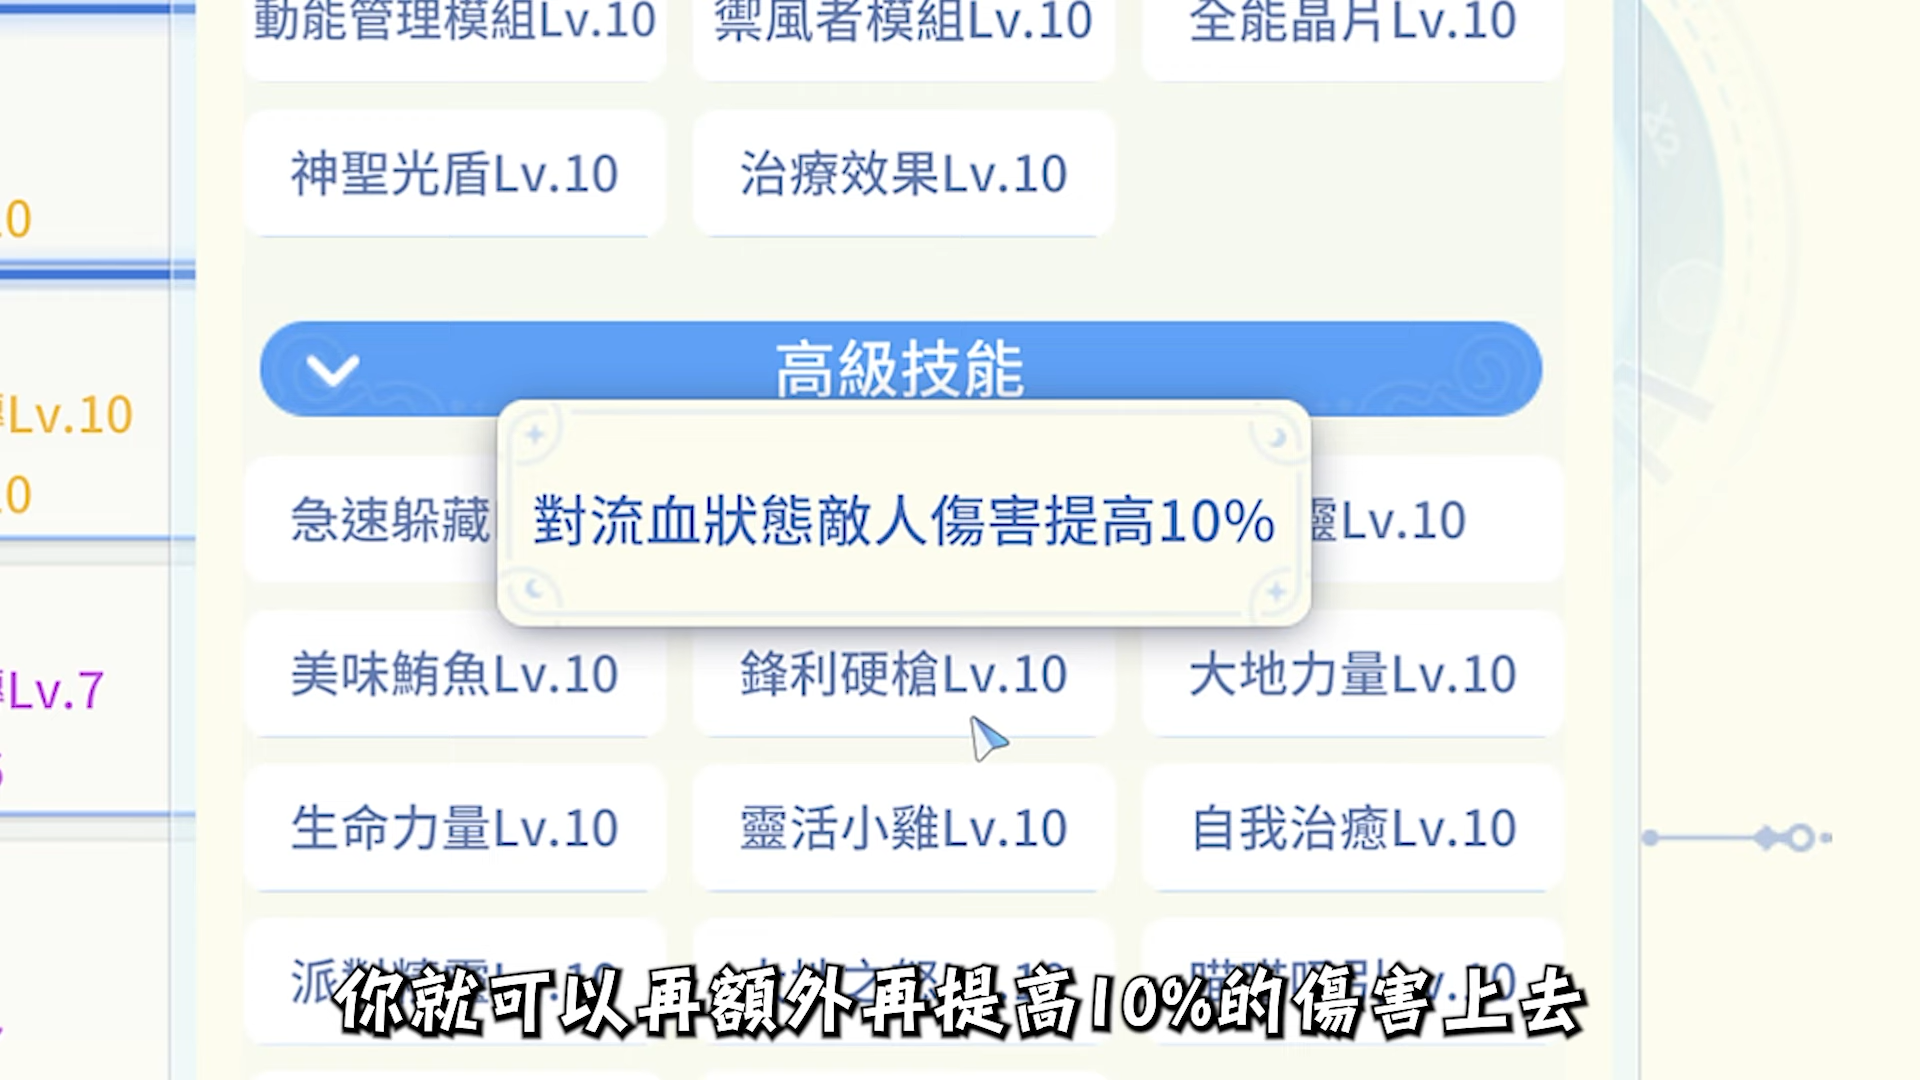 動能管理模組Lv.10
禦風者模組Lv.10
全能晶片Lv.10
神聖光盾Lv.10
治療效果Lv.10
高級技能
急速躲藏
對流血狀態敵人傷害提高10%
靈Lv.10
美味鮪魚Lv.10
鋒利硬槍Lv.10
大地力量Lv.10
生命力量Lv.10
靈活小雞Lv.10
自我治癒Lv.10
你就可以再額外再提高10%的傷害上去
Lv.10
Lv.7